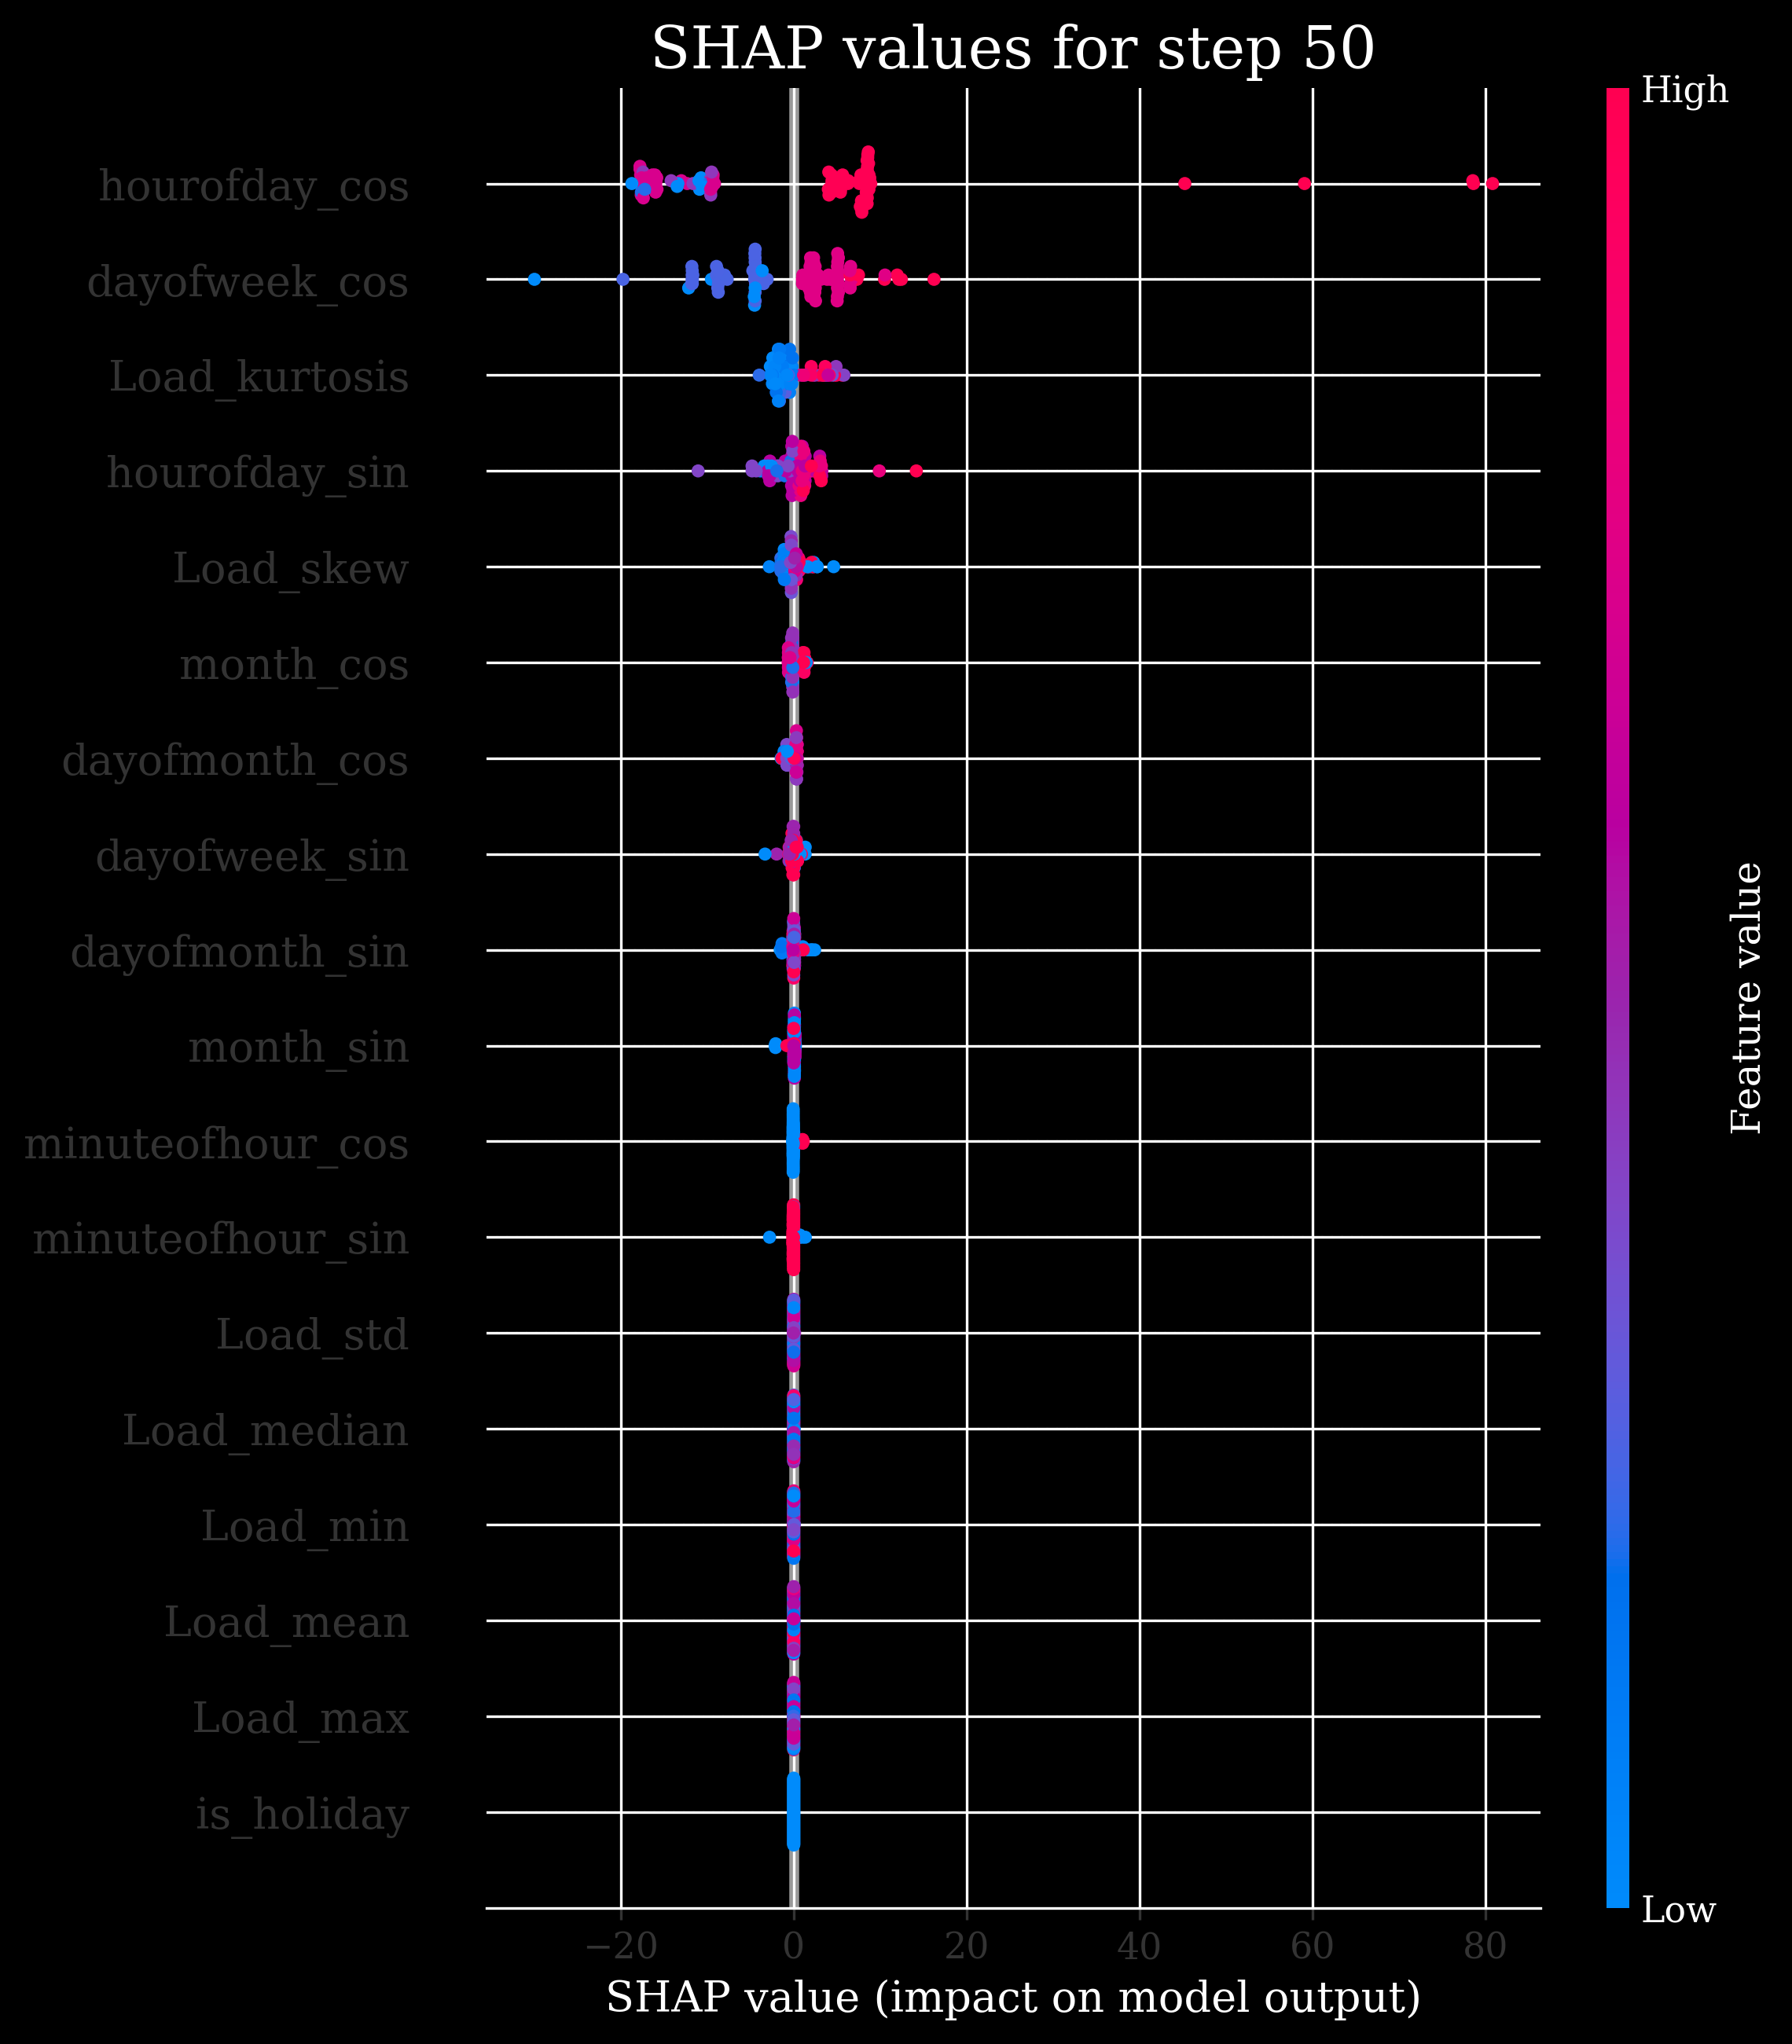 SHAP values for step 50
High
hourofday_cos
dayofweek_cos
Load_kurtosis
hourofday_sin
Load_skew
month_cos
dayofmonth_cos
dayofweek_sin
dayofmonth_sin
month_sin
minuteofhour_cos
minuteofhour_sin
Load_std
Load_median
Load_min
Load_mean
Load_max
is_holiday
Feature value
Low
−20 0 20 40 60 80
SHAP value (impact on model output)